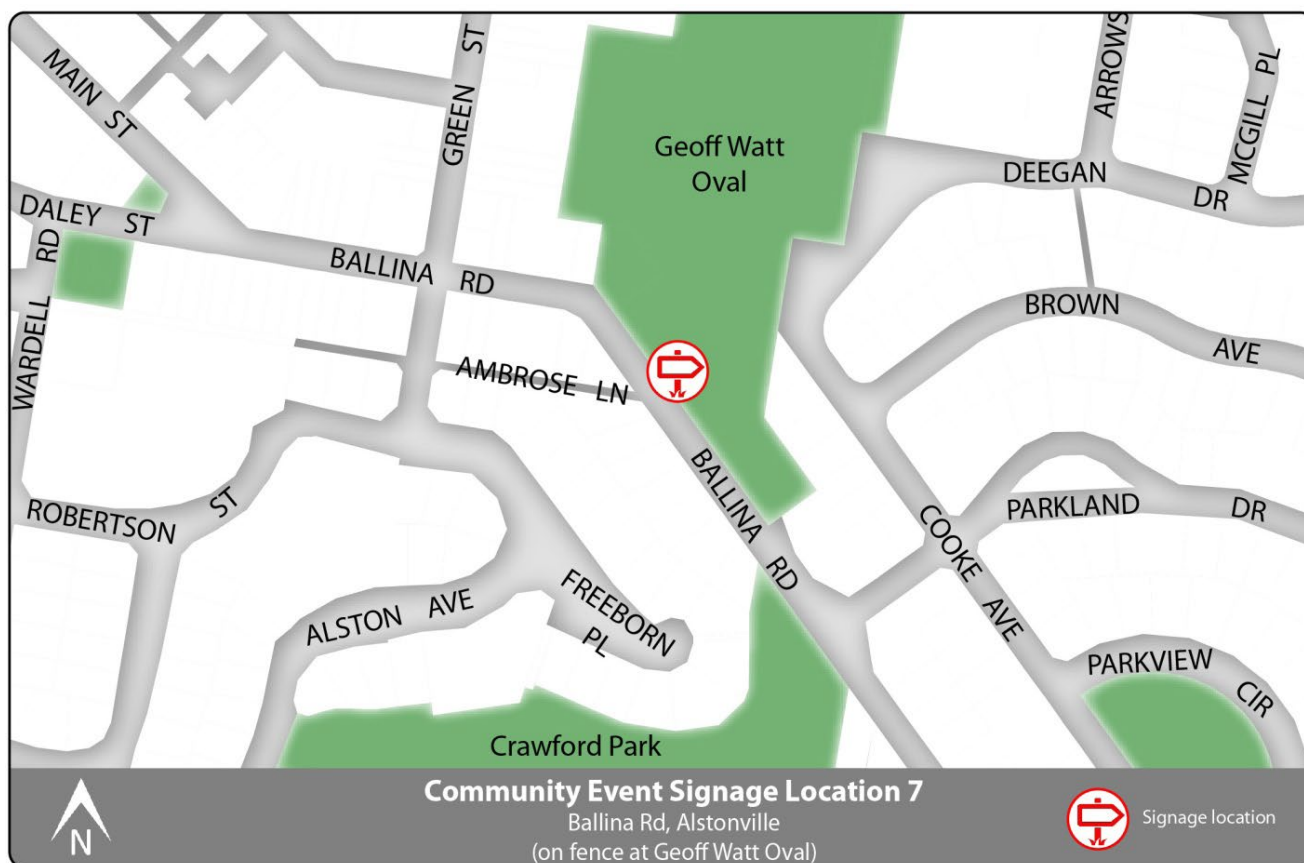 MAIN ST
GREEN ST
ARROWS
MCGILL PL
Geoff Watt
Oval
DEEGAN DR
DALEY ST
WARDELL RD
BALLINA RD
BROWN AVE
AMBROSE LN
BALLINA RD
COOKE AVE
PARKLAND DR
ROBERTSON ST
ALSTON AVE
FREEBORN PL
PARKVIEW CIR
Crawford Park
N
Community Event Signage Location 7
Ballina Rd, Alstonville
(on fence at Geoff Watt Oval)
Signage location